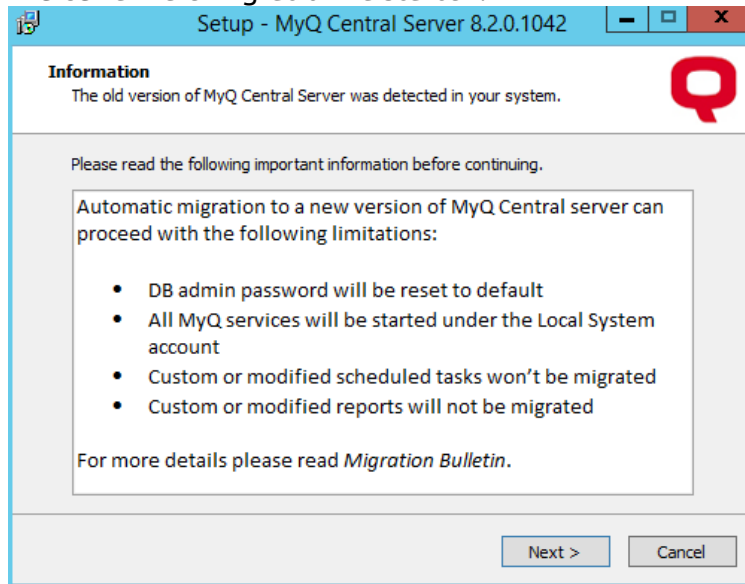 Setup - MyQ Central Server 8.2.0.1042
Information
The old version of MyQ Central Server was detected in your system.
Please read the following important information before continuing.
Automatic migration to a new version of MyQ Central server can
proceed with the following limitations:
• DB admin password will be reset to default
• All MyQ services will be started under the Local System
account
• Custom or modified scheduled tasks won't be migrated
• Custom or modified reports will not be migrated
For more details please read Migration Bulletin.
Next >
Cancel